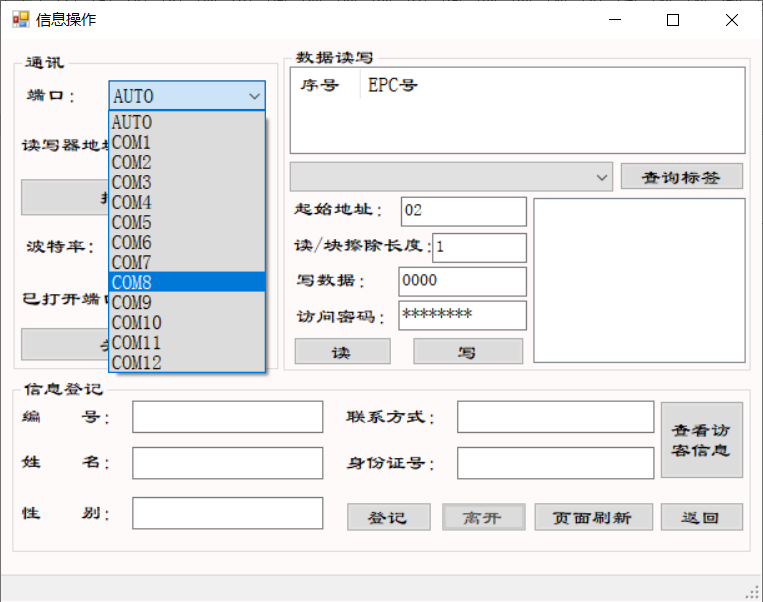 信息操作
通讯
端口：
AUTO
AUTO
COM1
COM2
COM3
COM4
COM5
COM6
COM7
COM8
COM9
COM10
COM11
COM12
读写器地
波特率：
已打开端
数据读写
序号 EPC号
查询标签
起始地址： 02
读/块擦除长度： 1
写数据： 0000
访问密码： ********
读 写
信息登记
编 号： 联系方式：
姓 名： 身份证号：
性 别：
查看访
客信息
登记 离开 页面刷新 返回